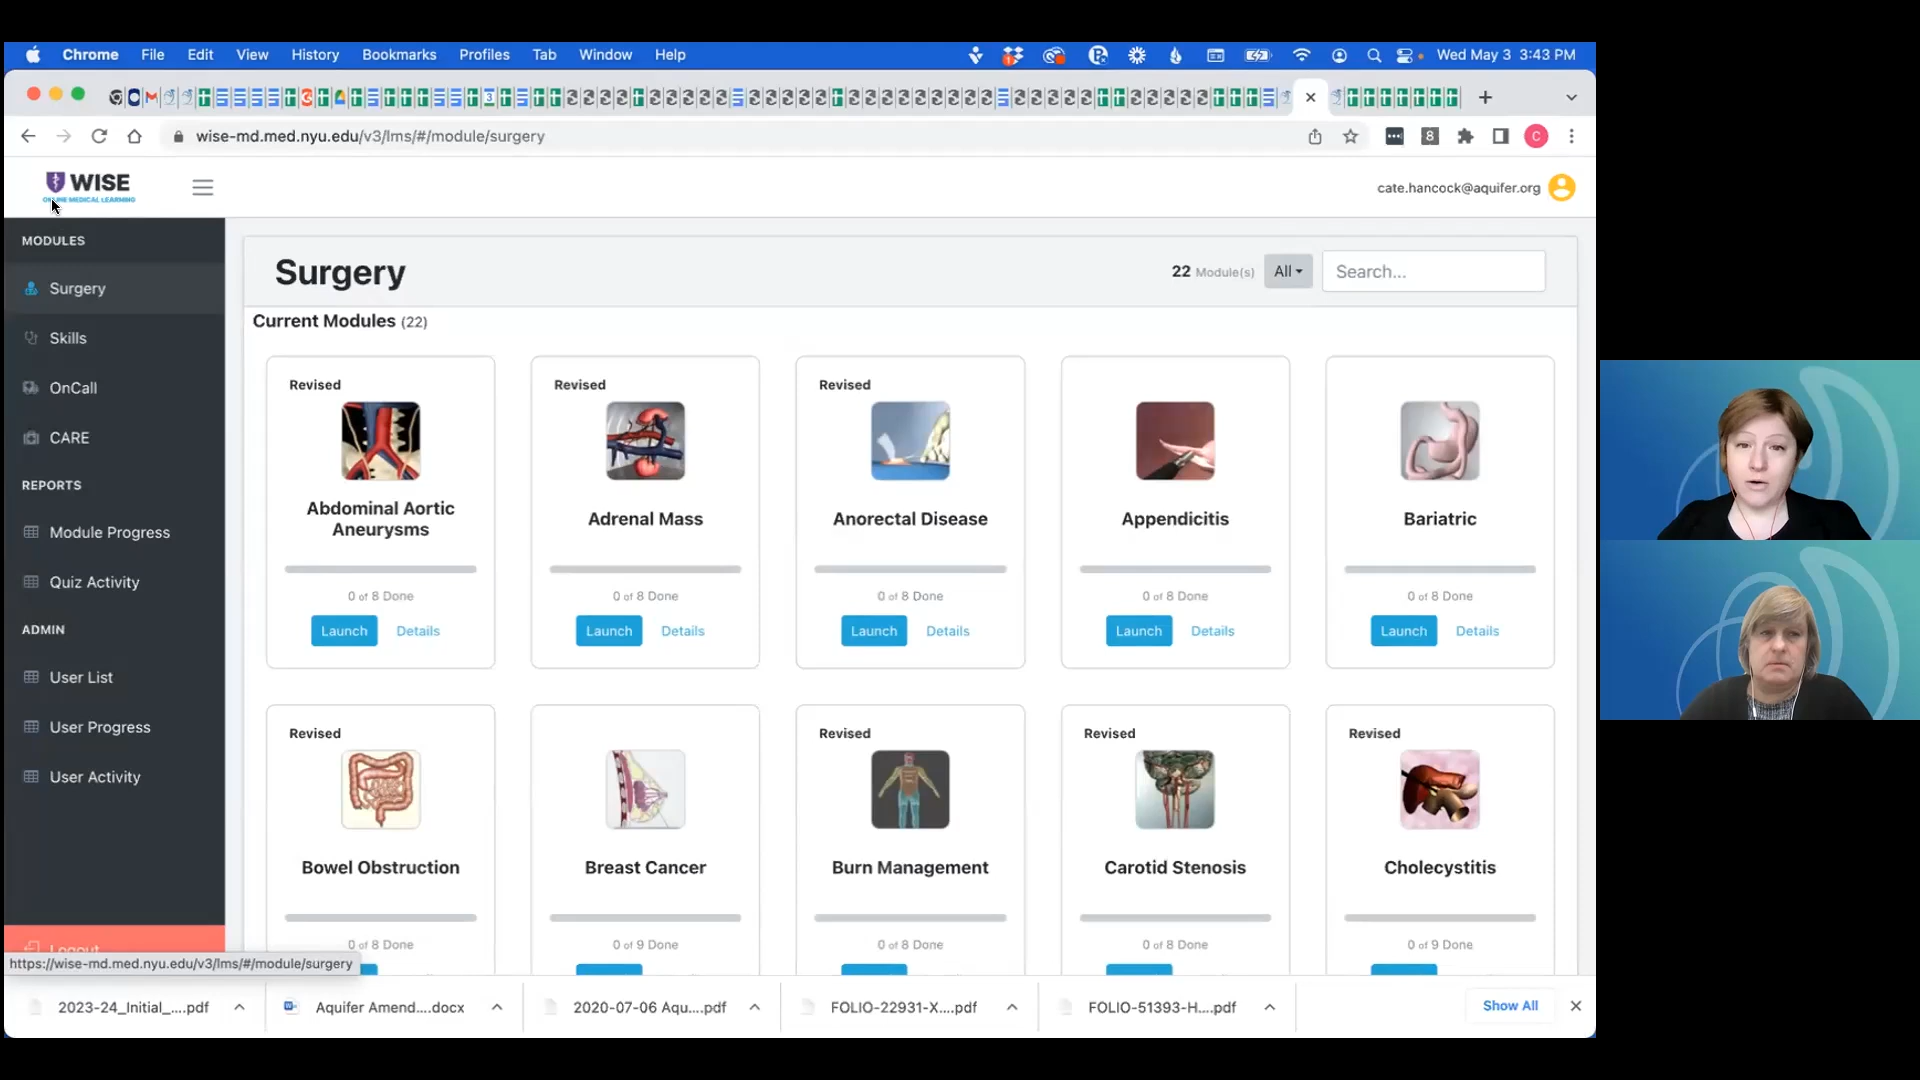 Chrome File Edit View History Bookmarks Profiles Tab Window Help Wed May 3 3:43 PM
wise-md.med.nyu.edu/v3/lms/#/module/surgery
WISE
ONLINE MEDICAL LEARNING
cate.hancock@aquifer.org
MODULES
Surgery
Skills
OnCall
CARE
REPORTS
Module Progress
Quiz Activity
ADMIN
User List
User Progress
User Activity
Logout
https://wise-md.med.nyu.edu/v3/lms/#/module/surgery
Surgery
22 Module(s) All Search...
Current Modules (22)
Revised
Abdominal Aortic
Aneurysms
0 of 8 Done
Launch Details
Revised
Adrenal Mass
0 of 8 Done
Launch Details
Revised
Anorectal Disease
0 of 8 Done
Launch Details
Appendicitis
0 of 8 Done
Launch Details
Bariatric
0 of 8 Done
Launch Details
Revised
Bowel Obstruction
0 of 8 Done
Breast Cancer
0 of 9 Done
Revised
Burn Management
0 of 8 Done
Revised
Carotid Stenosis
0 of 8 Done
Revised
Cholecystitis
0 of 9 Done
2023-24_Initial_....pdf
Aquifer Amend....docx
2020-07-06 Aqu....pdf
FOLIO-22931-X....pdf
FOLIO-51393-H....pdf
Show All